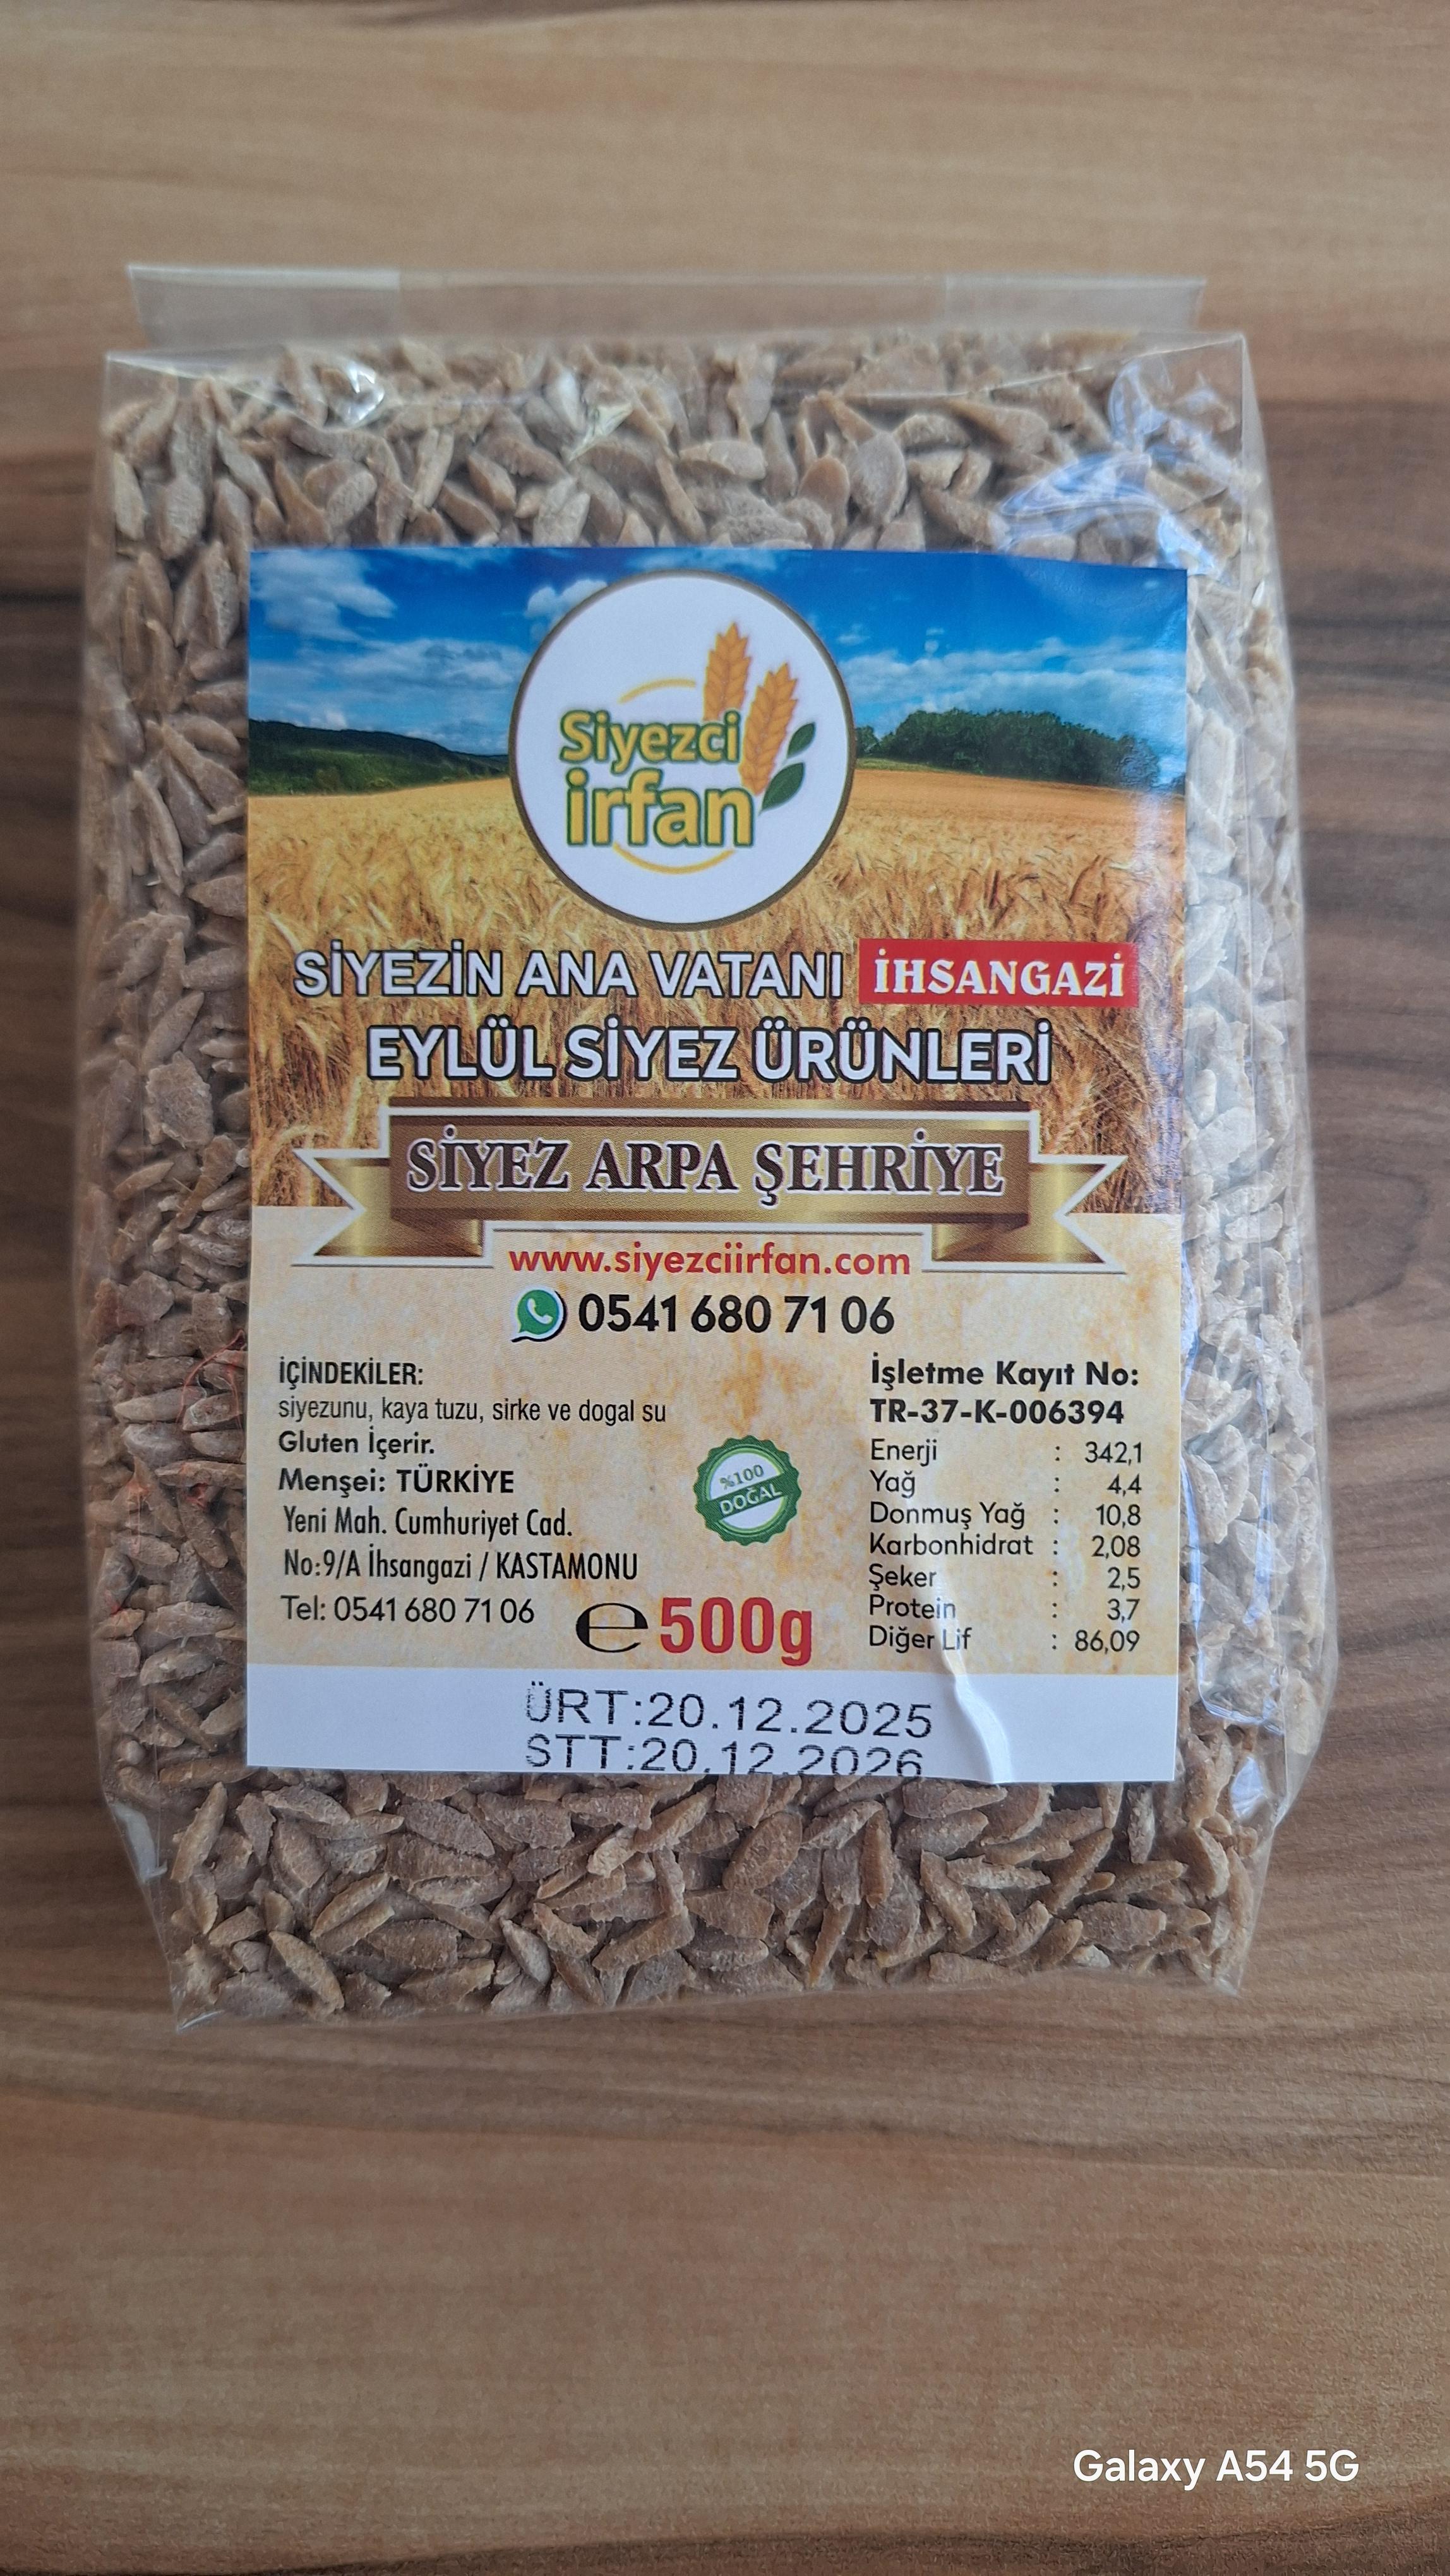 Siyezci
irfan
SİYEZİN ANA VATANI İHSANGAZİ
EYLÜL SİYEZ ÜRÜNLERİ
SİYEZ ARPA ŞEHRİYE
www.siyezciirfan.com
0541 680 71 06
İÇİNDEKİLER:
siyezunu, kaya tuzu, sirke ve dogal su
Gluten İçerir.
Menşei: TÜRKİYE
Yeni Mah. Cumhuriyet Cad.
No:9/A İhsangazi / KASTAMONU
Tel: 0541 680 71 06
%100
DOĞAL
e 500g
İşletme Kayıt No:
TR-37-K-006394
Enerji : 342,1
Yağ : 4,4
Donmuş Yağ : 10,8
Karbonhidrat : 2,08
Şeker : 2,5
Protein : 3,7
Diğer Lif : 86,09
ÜRT:20.12.2025
STT:20.12.2026
Galaxy A54 5G